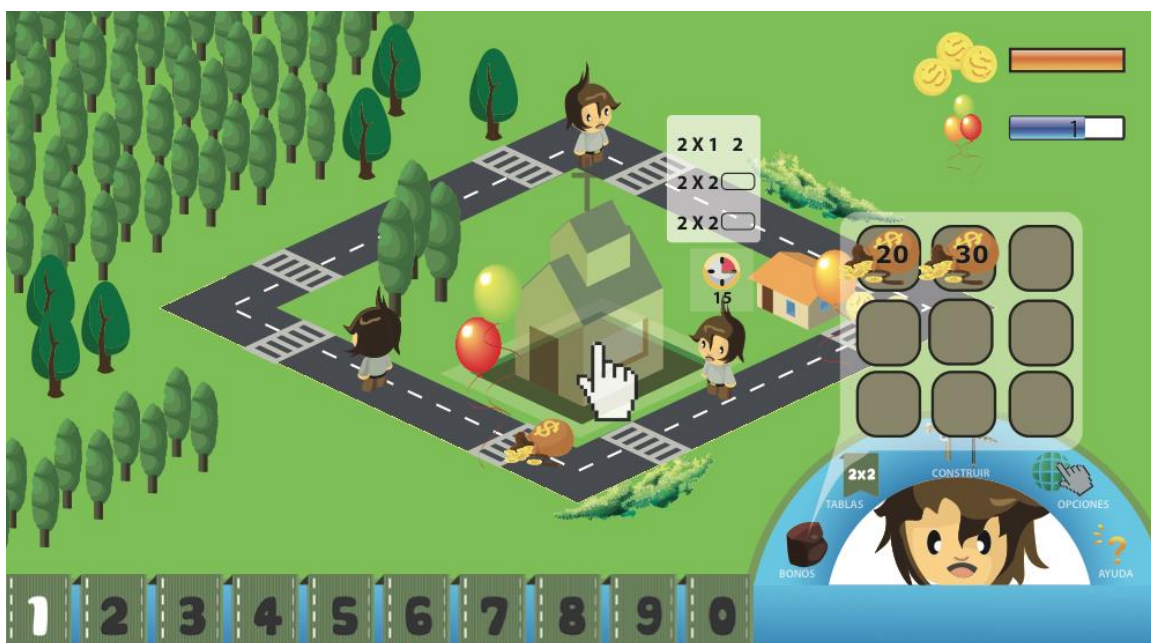 1
2 X 1 2
2 X 2
2 X 2
20 30
15
2x2
TABLAS
CONSTRUIR
OPCIONES
BONOS
AYUDA
1 2 3 4 5 6 7 8 9 0